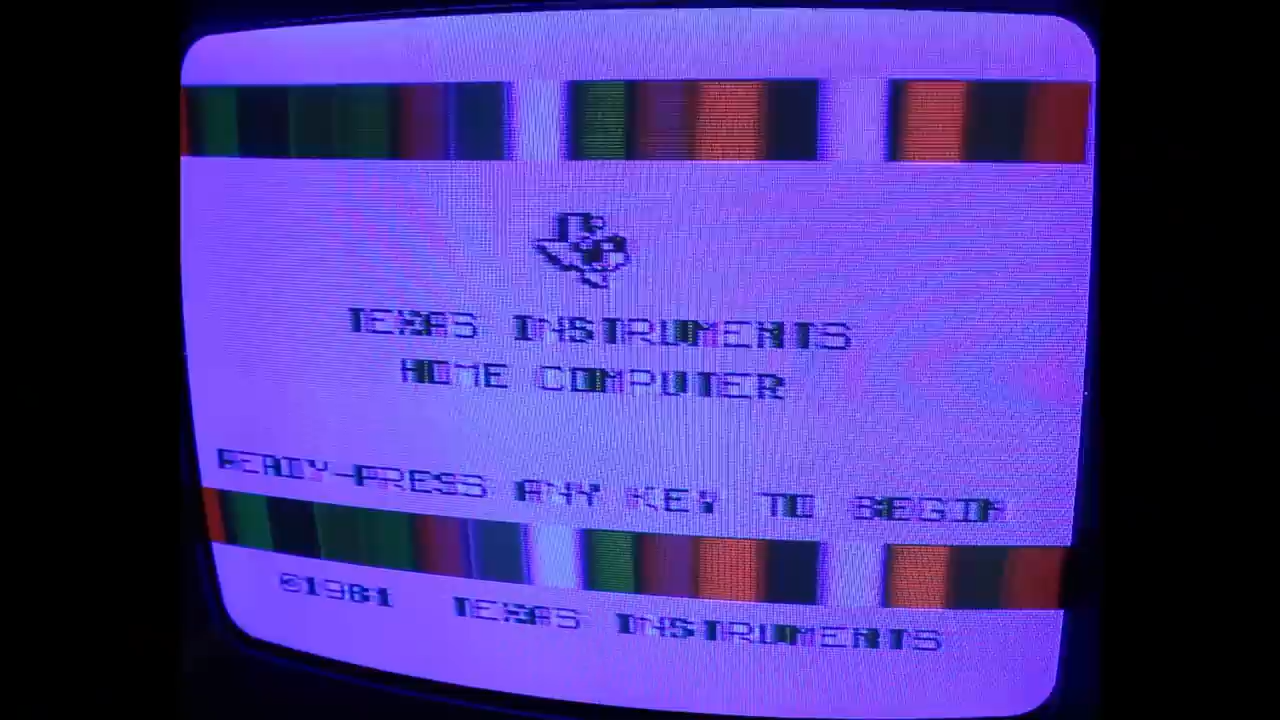 TEXAS INSTRUMENTS
HOME COMPUTER
READY-PRESS ANY KEY TO BEGIN
©1981 TEXAS INSTRUMENTS